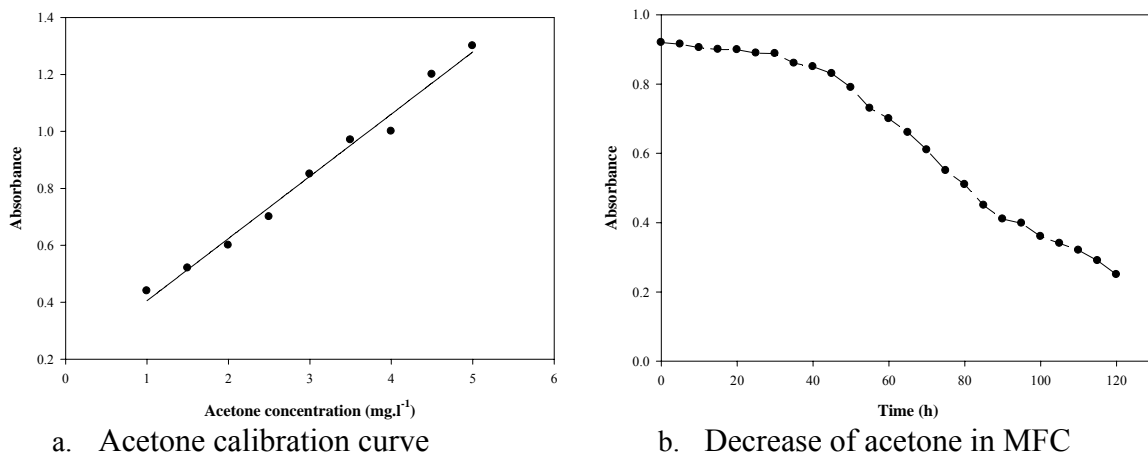 1.4
1.2
1.0
0.8
0.6
0.4
0.2
Absorbance
0 1 2 3 4 5 6
Acetone concentration (mg.l⁻¹)
a. Acetone calibration curve
1.0
0.8
0.6
0.4
0.2
0.0
Absorbance
0 20 40 60 80 100 120
Time (h)
b. Decrease of acetone in MFC